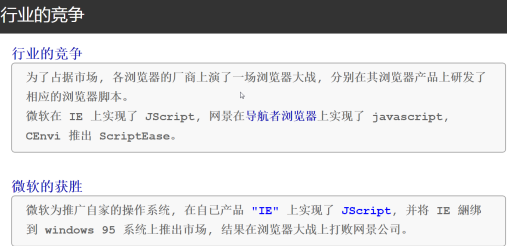 行业的竞争
行业的竞争
为了占据市场, 各浏览器的厂商上演了一场浏览器大战, 分别在其浏览器产品上研发了
相应的浏览器脚本。
微软在 IE 上实现了 JScript, 网景在导航者浏览器上实现了 javascript,
CEnvi 推出 ScriptEase。
微软的获胜
微软为推广自家的操作系统, 在自己产品 "IE" 上实现了 JScript, 并将 IE 綑绑
到 windows 95 系统上推出市场, 结果在浏览器大战上打败网景公司。